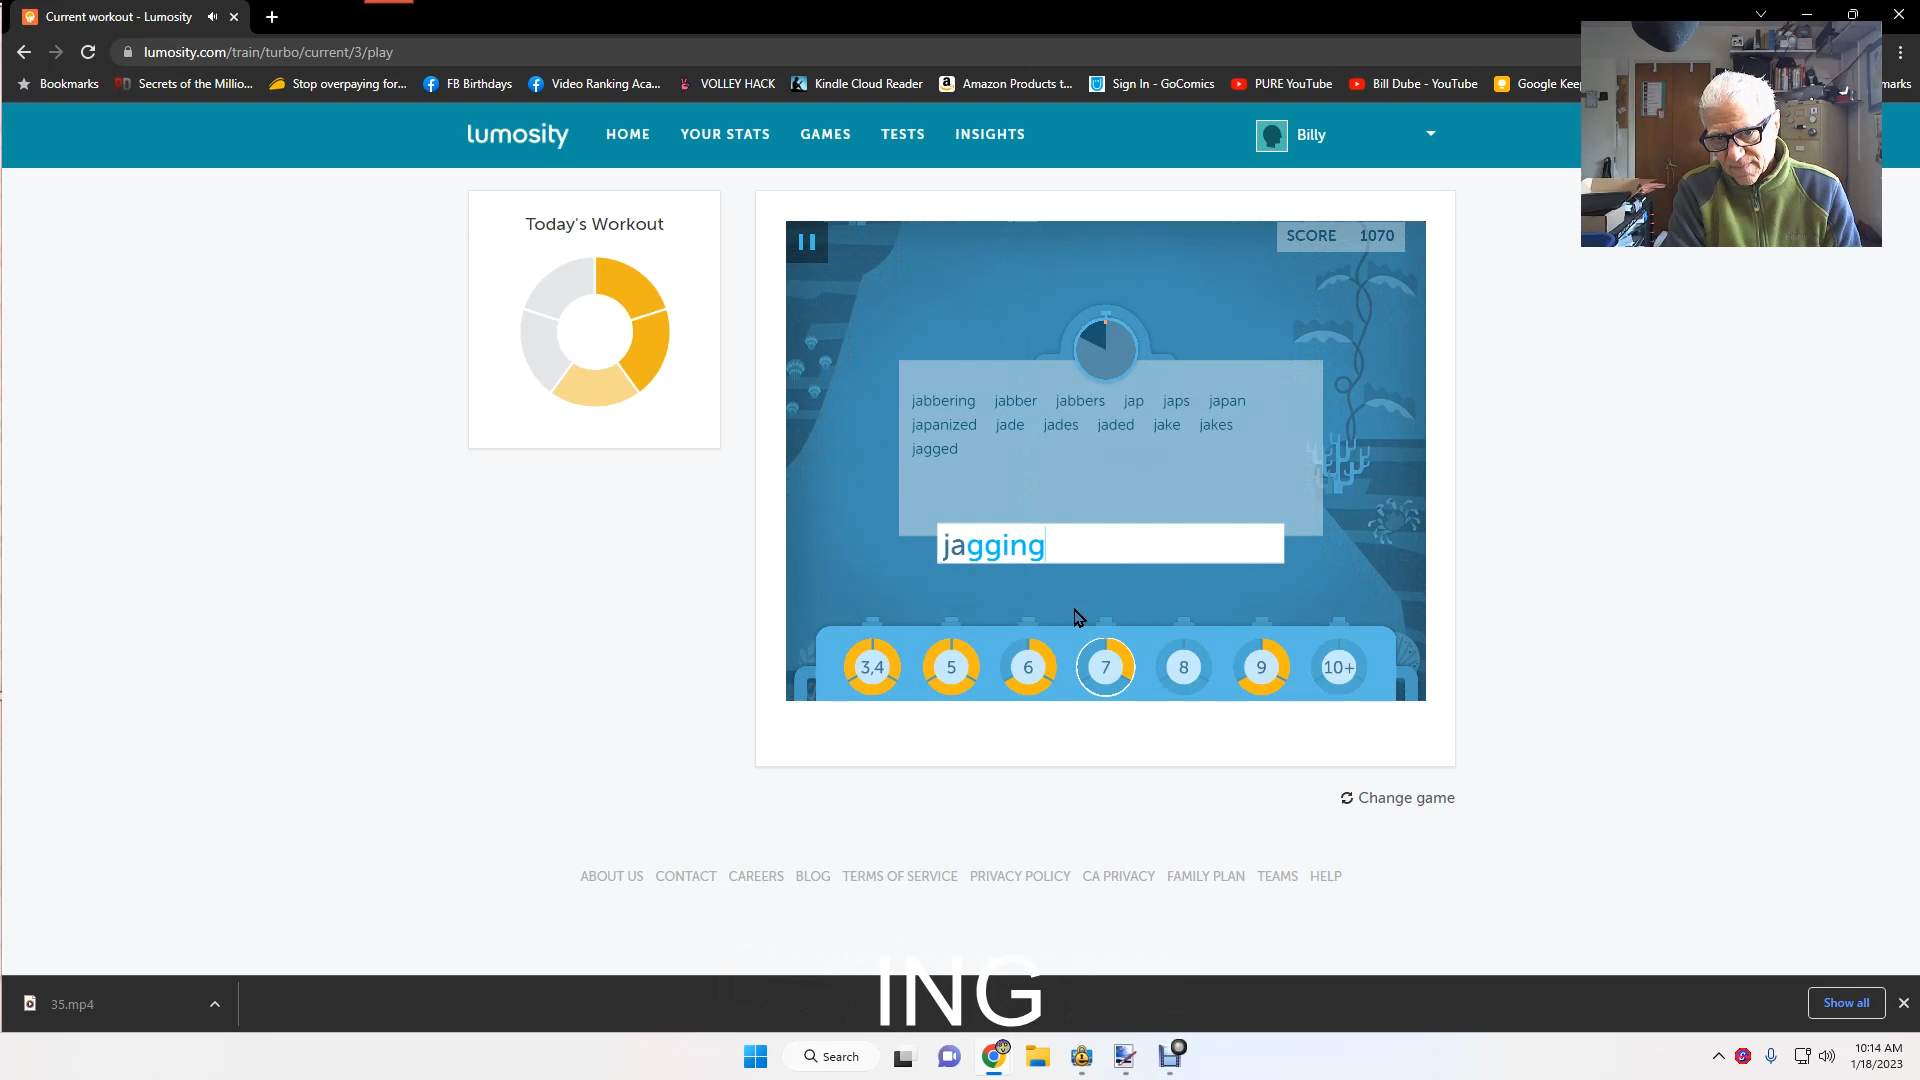 Current workout - Lumosity
lumosity.com/train/turbo/current/3/play
Bookmarks Secrets of the Millio... Stop overpaying for... FB Birthdays Video Ranking Aca... VOLLEY HACK Kindle Cloud Reader Amazon Products t... Sign In - GoComics PURE YouTube Bill Dube - YouTube Google Keep marks
lumosity HOME YOUR STATS GAMES TESTS INSIGHTS Billy
Today's Workout
SCORE 1070
jabbering jabber jabbers jap japs japan
japanized jade jades jaded jake jakes
jagged
jagging
3,4 5 6 7 8 9 10+
Change game
ABOUT US CONTACT CAREERS BLOG TERMS OF SERVICE PRIVACY POLICY CA PRIVACY FAMILY PLAN TEAMS HELP
35.mp4
ING
Show all
Search
10:14 AM
1/18/2023